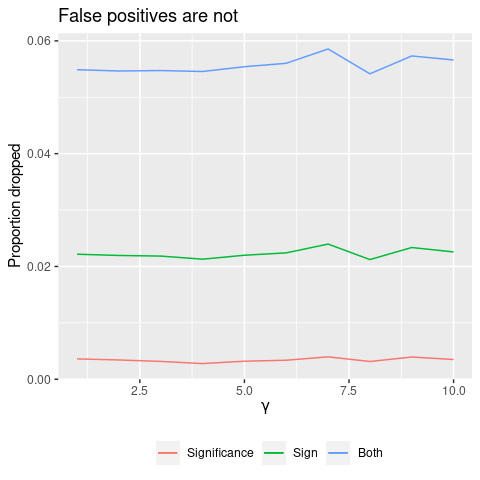 False positives are not
Proportion dropped
0.06
0.04
0.02
0.00
2.5 5.0 7.5 10.0
γ
Significance Sign Both